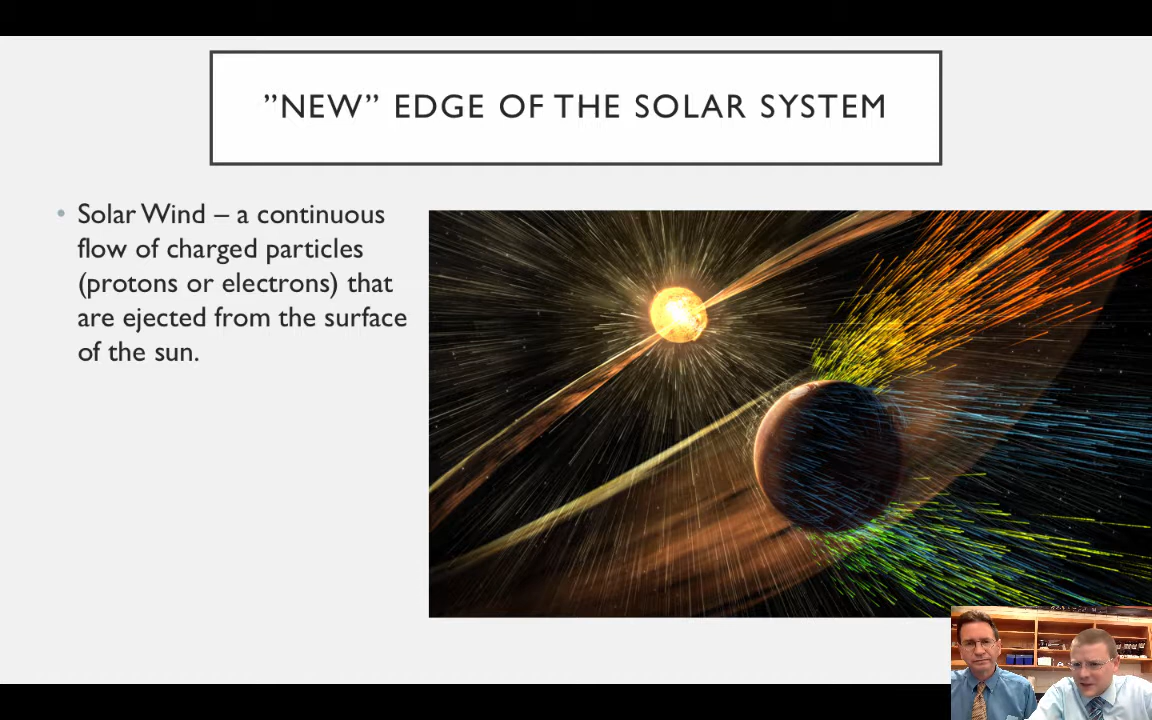 ”NEW” EDGE OF THE SOLAR SYSTEM
• Solar Wind – a continuous
flow of charged particles
(protons or electrons) that
are ejected from the surface
of the sun.